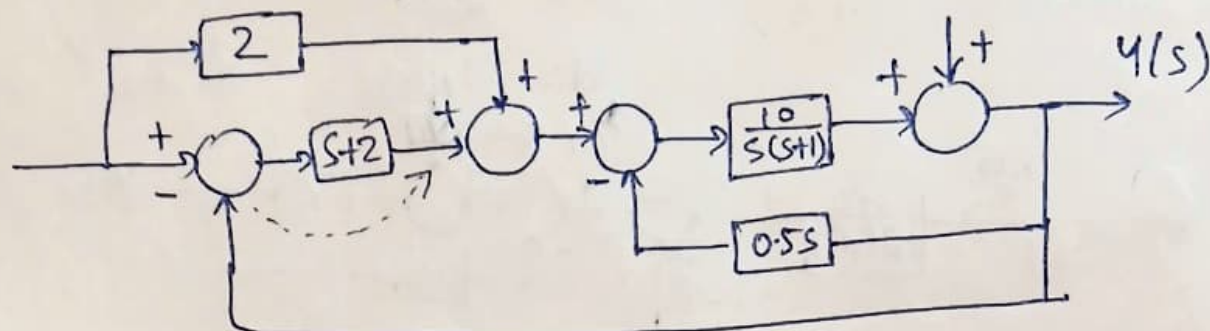 2
+
+
+
Y(s)
+
+
+
S+2
10
S(S+1)
-
-
0.5S